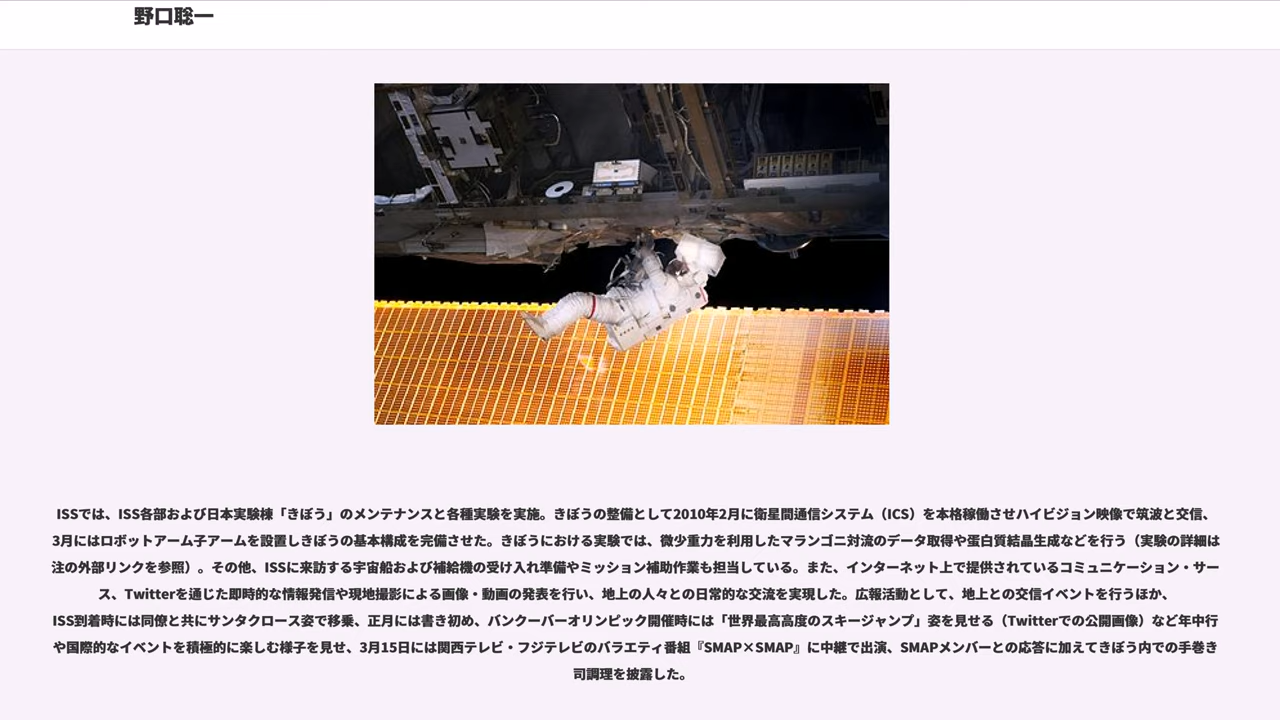 野口聡一
ISSでは、ISS各部および日本実験棟「きぼう」のメンテナンスと各種実験を実施。きぼうの整備として2010年2月に衛星間通信システム（ICS）を本格稼働させハイビジョン映像で筑波と交信、
3月にはロボットアーム子アームを設置しきぼうの基本構成を完備させた。きぼうにおける実験では、微少重力を利用したマランゴニ対流のデータ取得や蛋白質結晶生成などを行う（実験の詳細は
注の外部リンクを参照）。その他、ISSに来訪する宇宙船および補給機の受け入れ準備やミッション補助作業も担当している。また、インターネット上で提供されているコミュニケーション・サー
ス、Twitterを通じた即時的な情報発信や現地撮影による画像・動画の発表を行い、地上の人々との日常的な交流を実現した。広報活動として、地上との交信イベントを行うほか、
ISS到着時には同僚と共にサンタクロース姿で移乗、正月には書き初め、バンクーバーオリンピック開催時には「世界最高高度のスキージャンプ」姿を見せる（Twitterでの公開画像）など年中行
や国際的なイベントを積極的に楽しむ様子を見せ、3月15日には関西テレビ・フジテレビのバラエティ番組『SMAP×SMAP』に中継で出演、SMAPメンバーとの応答に加えてきぼう内での手巻き
司調理を披露した。